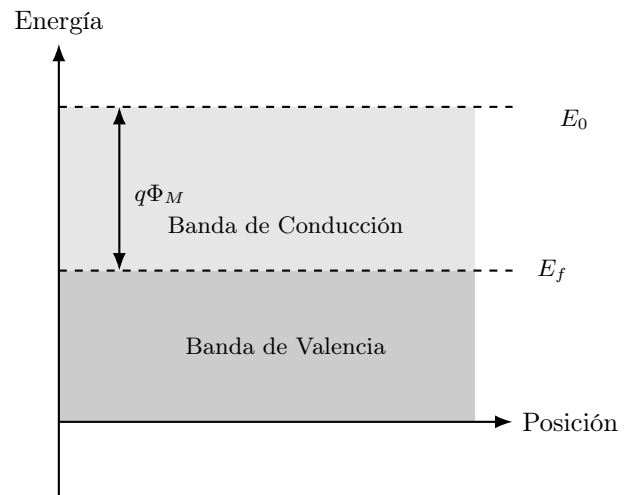 Energía
E_0
qΦ_M
Banda de Conducción
E_f
Banda de Valencia
Posición